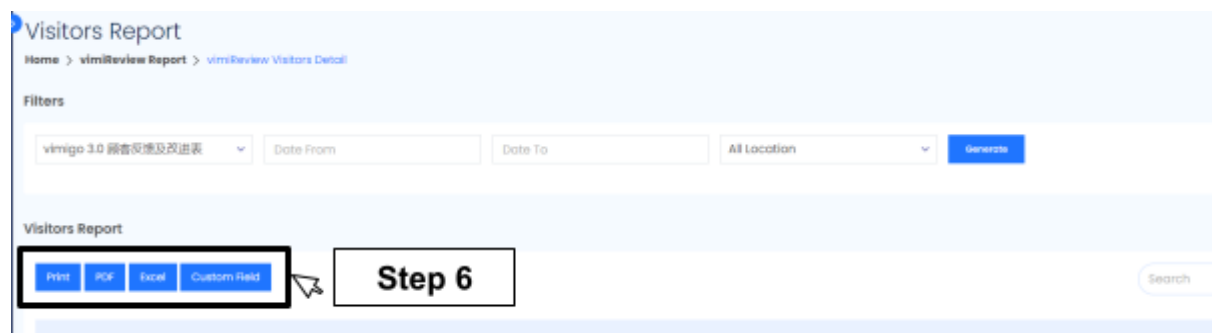 Visitors Report
Home > vimiReview Report > vimiReview Visitors Detail
Filters
vimigo 3.0 顾客反馈及改进表 Date From Date To All Location Generate
Visitors Report
Print PDF Excel Custom Field Step 6 Search